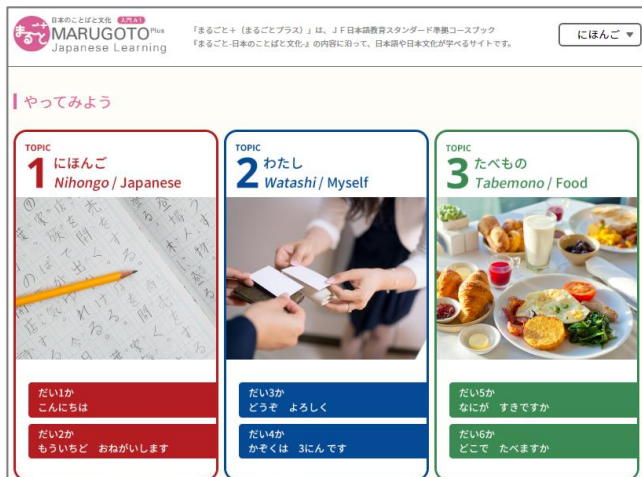 日本のことばと文化 入門 A1
まるごと+
MARUGOTO Plus
Japanese Learning
「まるごと+（まるごとプラス）」は、ＪＦ日本語教育スタンダード準拠コースブック
『まるごと-日本のことばと文化-』の内容に沿って、日本語や日本文化が学べるサイトです。
にほんご ▼
やってみよう
TOPIC
1 にほんご
Nihongo / Japanese
だい1か
こんにちは
だい2か
もういちど　おねがいします
TOPIC
2 わたし
Watashi / Myself
だい3か
どうぞ　よろしく
だい4か
かぞくは　3にん です
TOPIC
3 たべもの
Tabemono / Food
だい5か
なにが　すきですか
だい6か
どこで　たべますか